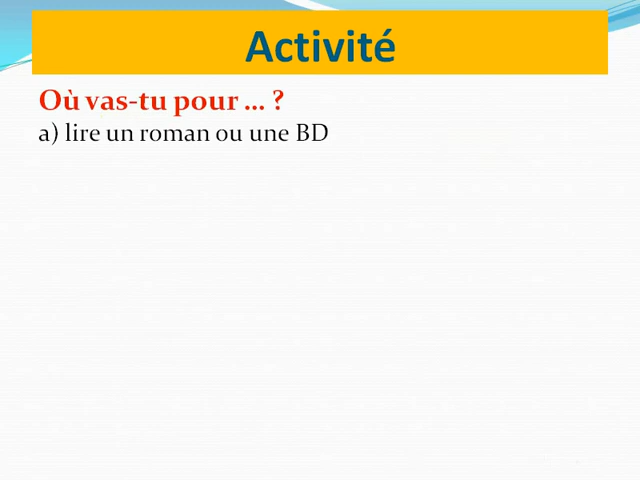 Activité
Où vas-tu pour ... ?
a) lire un roman ou une BD